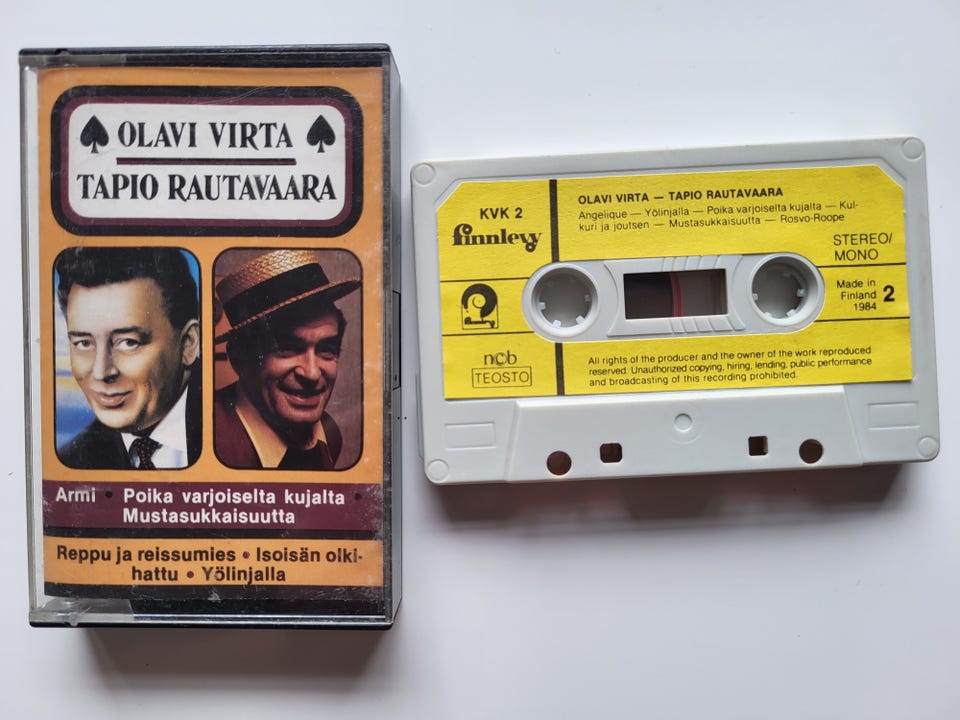 OLAVI VIRTA
TAPIO RAUTAVAARA
Armi • Poika varjoiselta kujalta •
Mustasukkaisuutta
Reppu ja reissumies • Isoisän olki-
hattu • Yölinjalla
KVK 2
finnlevy
OLAVI VIRTA — TAPIO RAUTAVAARA
Angelique — Yölinjalla — Poika varjoiselta kujalta — Kul-
kuri ja joutsen — Mustasukkaisuutta — Rosvo-Roope
STEREO/
MONO
Made in
Finland 2
1984
finnlevy
ncb
TEOSTO
All rights of the producer and the owner of the work reproduced
reserved. Unauthorized copying, hiring, lending, public performance
and broadcasting of this recording prohibited.